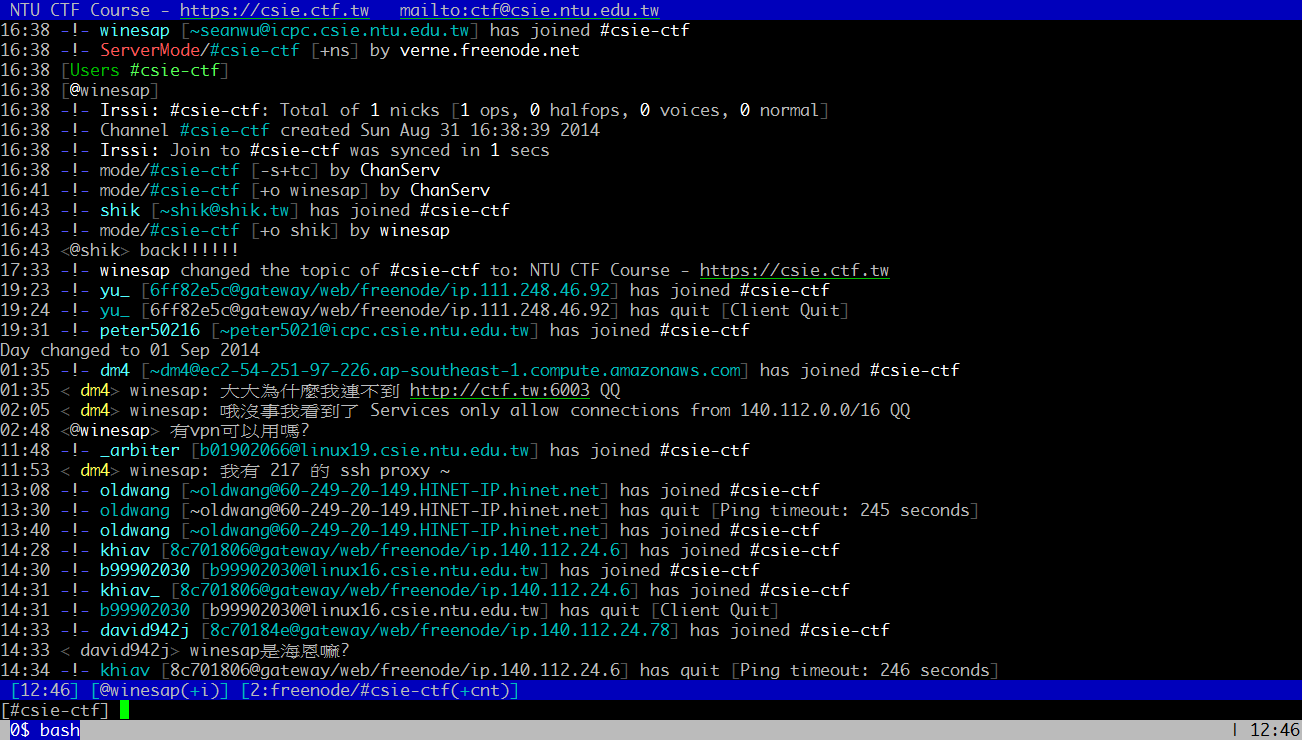 NTU CTF Course - https://csie.ctf.tw   mailto:ctf@csie.ntu.edu.tw
16:38 -!- winesap [~seanwu@icpc.csie.ntu.edu.tw] has joined #csie-ctf
16:38 -!- ServerMode/#csie-ctf [+ns] by verne.freenode.net
16:38 [Users #csie-ctf]
16:38 [@winesap]
16:38 -!- Irssi: #csie-ctf: Total of 1 nicks [1 ops, 0 halfops, 0 voices, 0 normal]
16:38 -!- Channel #csie-ctf created Sun Aug 31 16:38:39 2014
16:38 -!- Irssi: Join to #csie-ctf was synced in 1 secs
16:38 -!- mode/#csie-ctf [-s+tc] by ChanServ
16:41 -!- mode/#csie-ctf [+o winesap] by ChanServ
16:43 -!- shik [~shik@shik.tw] has joined #csie-ctf
16:43 -!- mode/#csie-ctf [+o shik] by winesap
16:43 <@shik> back!!!!!!
17:33 -!- winesap changed the topic of #csie-ctf to: NTU CTF Course - https://csie.ctf.tw
19:23 -!- yu_ [6ff82e5c@gateway/web/freenode/ip.111.248.46.92] has joined #csie-ctf
19:24 -!- yu_ [6ff82e5c@gateway/web/freenode/ip.111.248.46.92] has quit [Client Quit]
19:31 -!- peter50216 [~peter5021@icpc.csie.ntu.edu.tw] has joined #csie-ctf
Day changed to 01 Sep 2014
01:35 -!- dm4 [~dm4@ec2-54-251-97-226.ap-southeast-1.compute.amazonaws.com] has joined #csie-ctf
01:35 < dm4> winesap: 大大為什麼我連不到 http://ctf.tw:6003 QQ
02:05 < dm4> winesap: 哦沒事我看到了 Services only allow connections from 140.112.0.0/16 QQ
02:48 <@winesap> 有vpn可以用嗎?
11:48 -!- _arbiter [b01902066@linux19.csie.ntu.edu.tw] has joined #csie-ctf
11:53 < dm4> winesap: 我有 217 的 ssh proxy ~
13:08 -!- oldwang [~oldwang@60-249-20-149.HINET-IP.hinet.net] has joined #csie-ctf
13:30 -!- oldwang [~oldwang@60-249-20-149.HINET-IP.hinet.net] has quit [Ping timeout: 245 seconds]
13:40 -!- oldwang [~oldwang@60-249-20-149.HINET-IP.hinet.net] has joined #csie-ctf
14:28 -!- khiav [8c701806@gateway/web/freenode/ip.140.112.24.6] has joined #csie-ctf
14:30 -!- b99902030 [b99902030@linux16.csie.ntu.edu.tw] has joined #csie-ctf
14:31 -!- khiav_ [8c701806@gateway/web/freenode/ip.140.112.24.6] has joined #csie-ctf
14:31 -!- b99902030 [b99902030@linux16.csie.ntu.edu.tw] has quit [Client Quit]
14:33 -!- david942j [8c70184e@gateway/web/freenode/ip.140.112.24.78] has joined #csie-ctf
14:33 < david942j> winesap是海恩嘛?
14:34 -!- khiav [8c701806@gateway/web/freenode/ip.140.112.24.6] has quit [Ping timeout: 246 seconds]
[12:46] [@winesap(+i)] [2:freenode/#csie-ctf(+cnt)]
[#csie-ctf]
0$ bash | 12:46